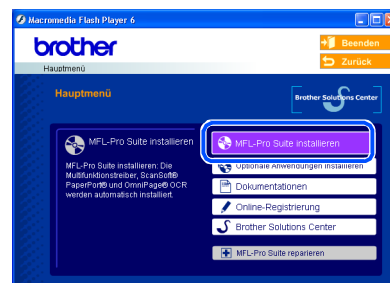 Macromedia Flash Player 6
brother
Beenden
Zurück
Hauptmenü
Hauptmenü
Brother Solutions Center
MFL-Pro Suite installieren
MFL-Pro Suite installieren: Die
Multifunktionstreiber, ScanSoft®
PaperPort® und OmniPage® OCR
werden automatisch installiert.
MFL-Pro Suite installieren
Optionale Anwendungen installieren
Dokumentationen
Online-Registrierung
Brother Solutions Center
MFL-Pro Suite reparieren